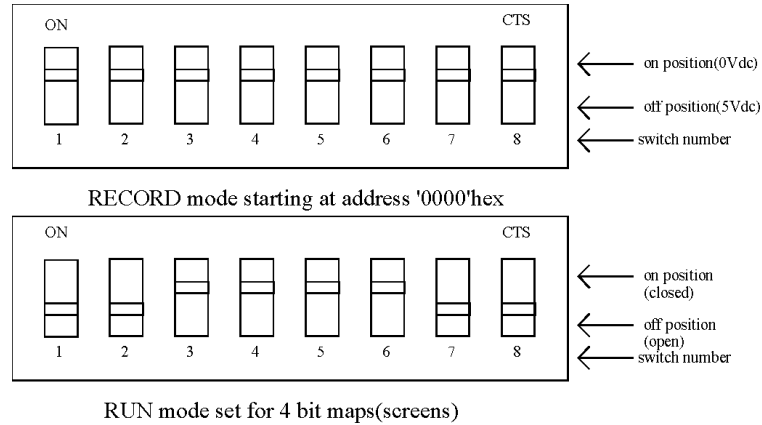 ON CTS
on position(0Vdc)
off position(5Vdc)
1 2 3 4 5 6 7 8 switch number
RECORD mode starting at address '0000'hex
ON CTS
on position
(closed)
off position
(open)
1 2 3 4 5 6 7 8 switch number
RUN mode set for 4 bit maps(screens)